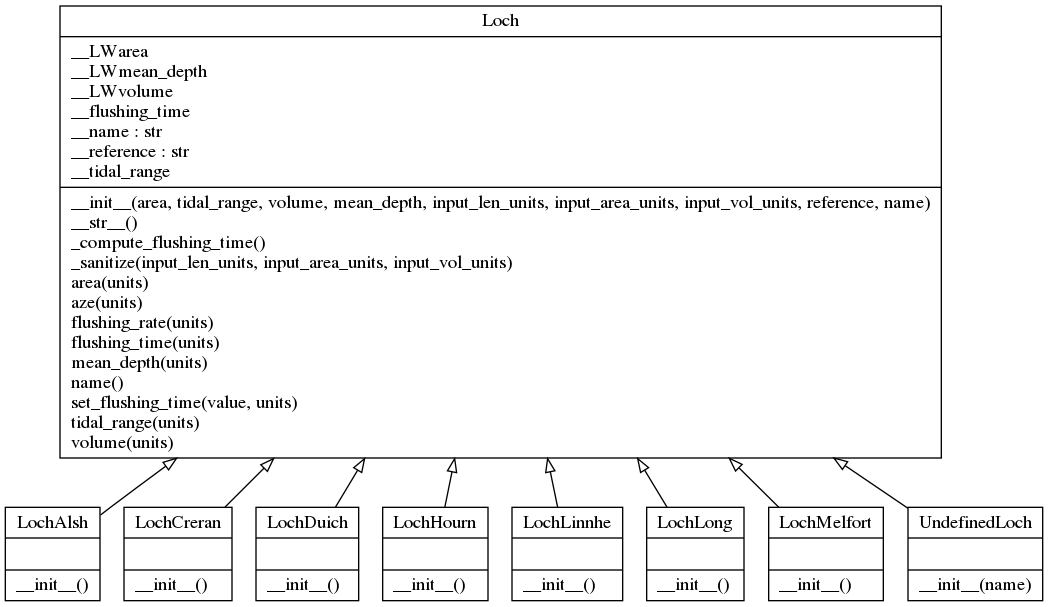 Loch
__LWarea
__LWmean_depth
__LWvolume
__flushing_time
__name : str
__reference : str
__tidal_range
__init__(area, tidal_range, volume, mean_depth, input_len_units, input_area_units, input_vol_units, reference, name)
__str__()
_compute_flushing_time()
_sanitize(input_len_units, input_area_units, input_vol_units)
area(units)
aze(units)
flushing_rate(units)
flushing_time(units)
mean_depth(units)
name()
set_flushing_time(value, units)
tidal_range(units)
volume(units)
LochAlsh
__init__()
LochCreran
__init__()
LochDuich
__init__()
LochHourn
__init__()
LochLinnhe
__init__()
LochLong
__init__()
LochMelfort
__init__()
UndefinedLoch
__init__(name)